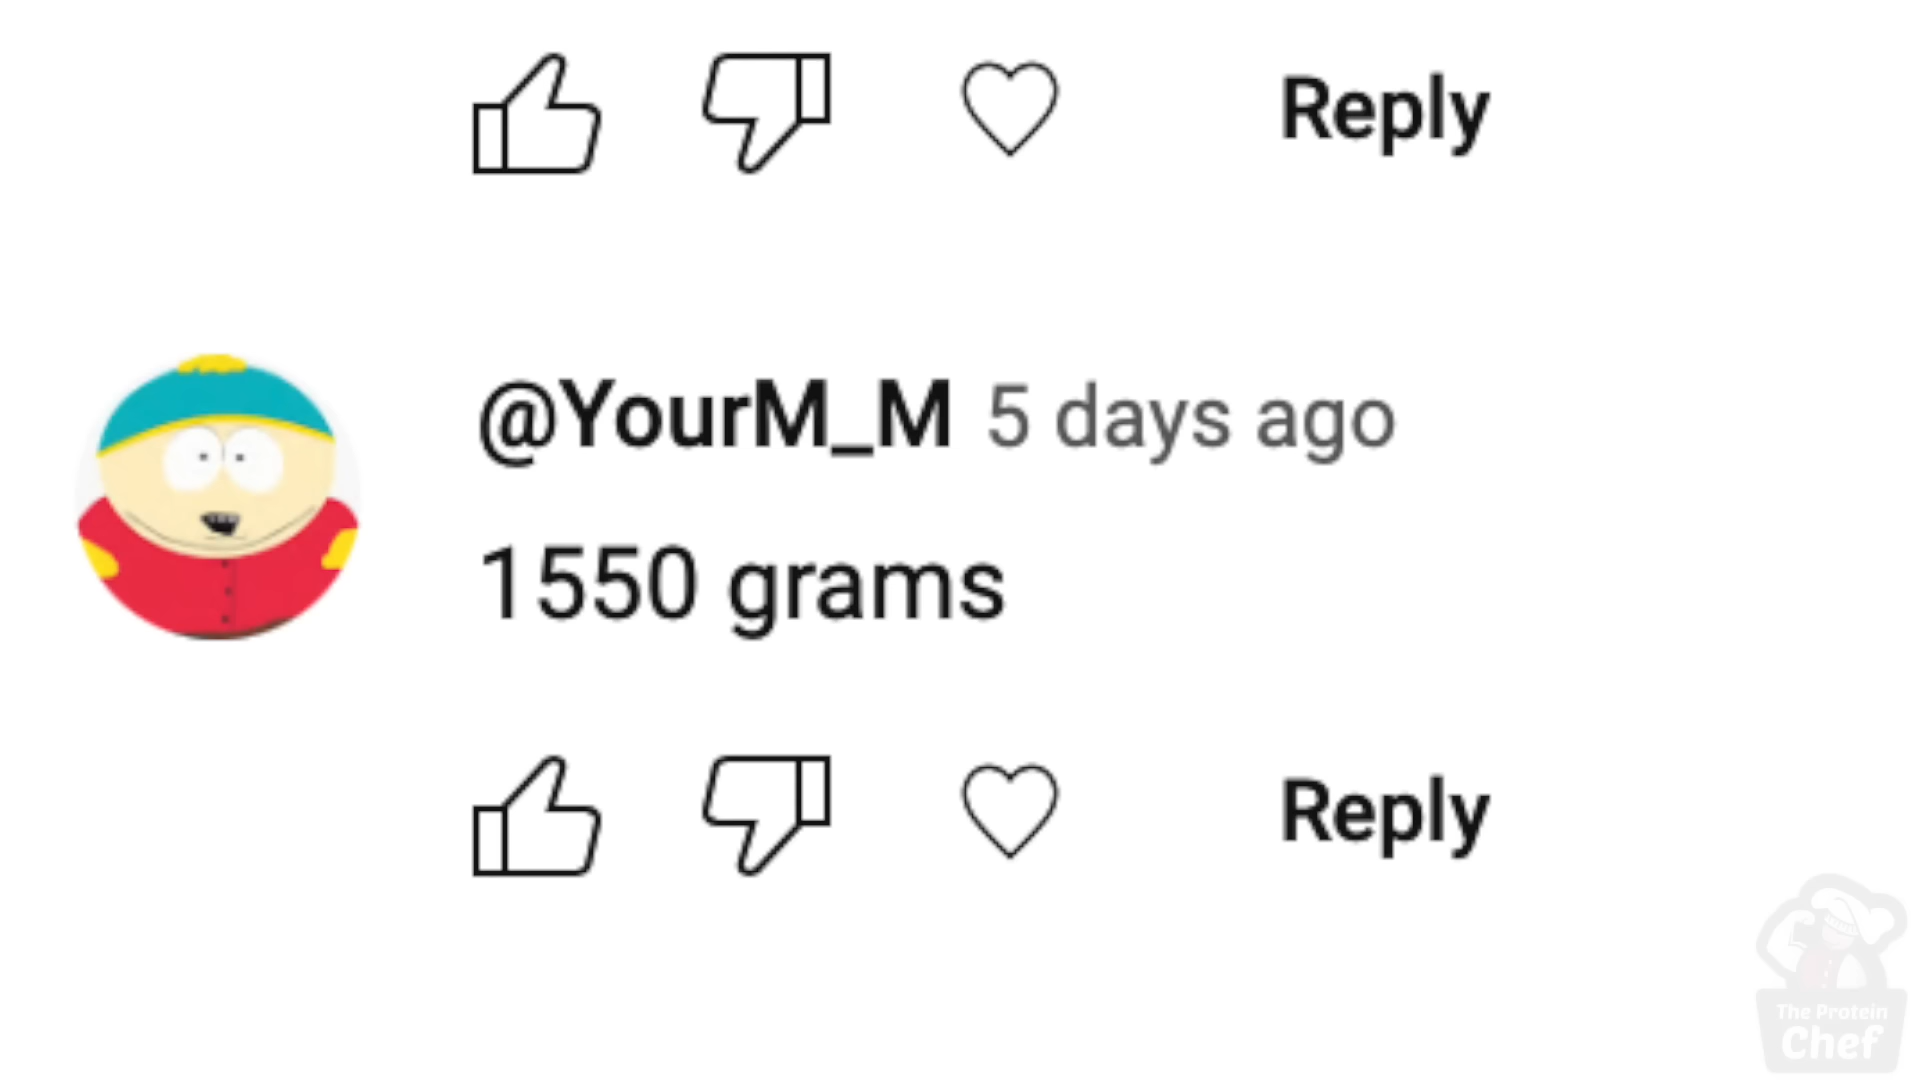 Reply
@YourM_M 5 days ago
1550 grams
Reply
The Protein
Chef